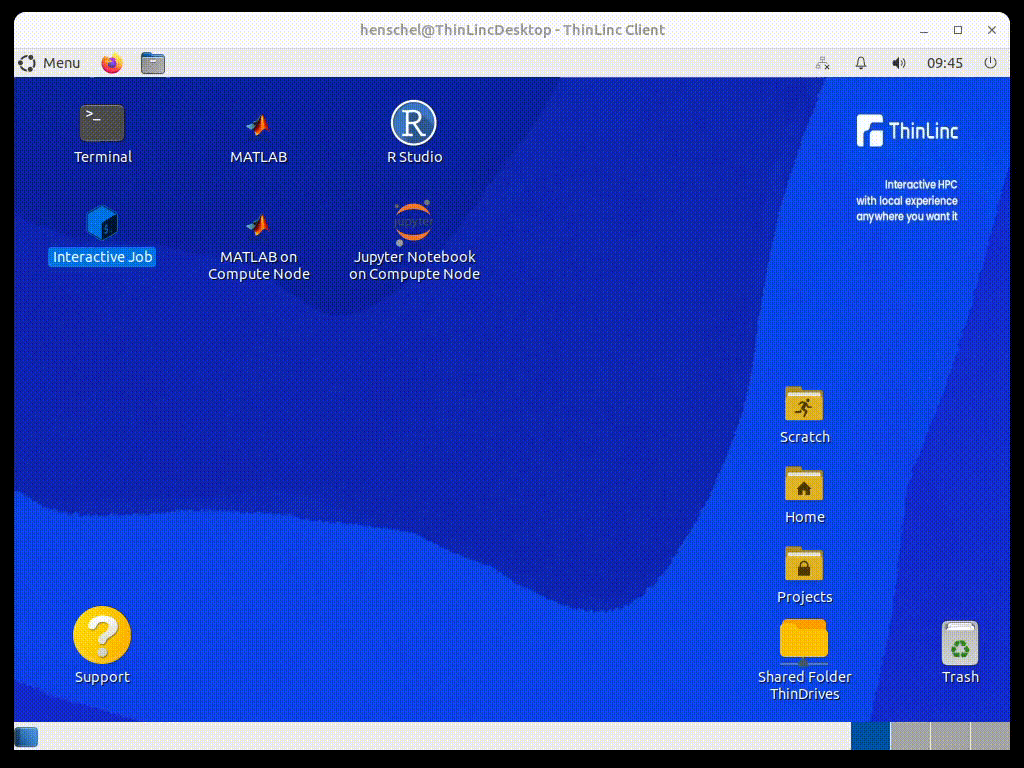 henschel@ThinLincDesktop - ThinLinc Client
Menu
09:45
>_
Terminal
MATLAB
R
R Studio
ThinLinc
Interactive HPC
with local experience
anywhere you want it
$
Interactive Job
MATLAB on
Compute Node
jupyter
Jupyter Notebook
on Compupte Node
Scratch
Home
Projects
?
Support
Shared Folder
ThinDrives
Trash